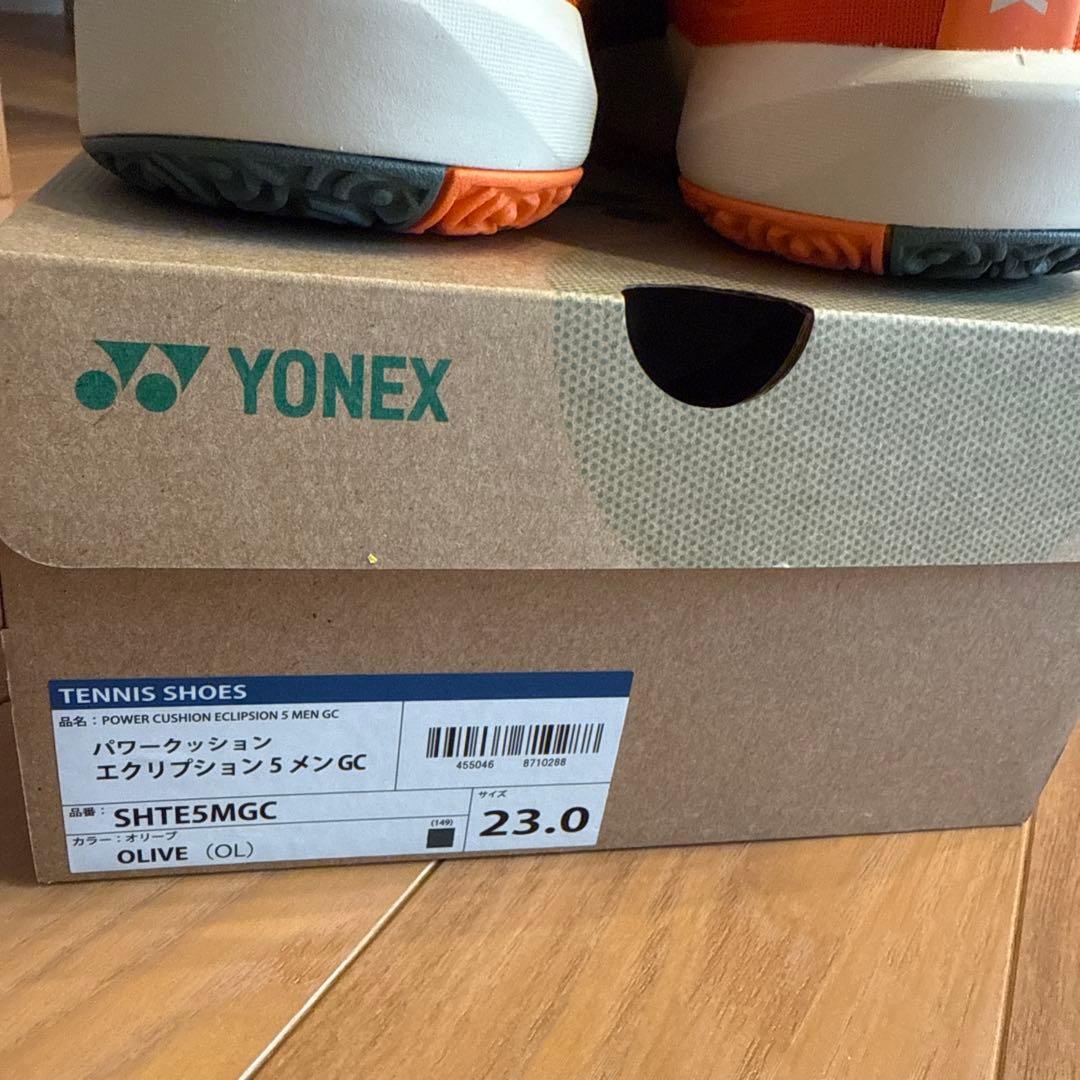 YONEX
TENNIS SHOES
品名：POWER CUSHION ECLIPSION 5 MEN GC
パワークッション
エクリプション 5 メン GC
455046 8710288
品番：SHTE5MGC
カラー：オリーブ
OLIVE （OL）
(149)
サイズ
23.0